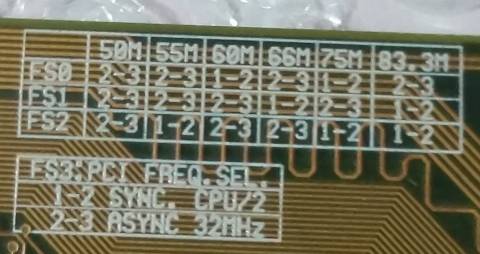 50M 55M 60M 66M 75M 83.3M
FS0 2-3 2-3 1-2 2-3 1-2 2-3
FS1 2-3 2-3 2-3 1-2 2-3 1-2
FS2 2-3 1-2 2-3 2-3 1-2 1-2
FS3:PCI FREQ.SEL.
1-2 SYNC. CPU/2
2-3 ASYNC 32MHz